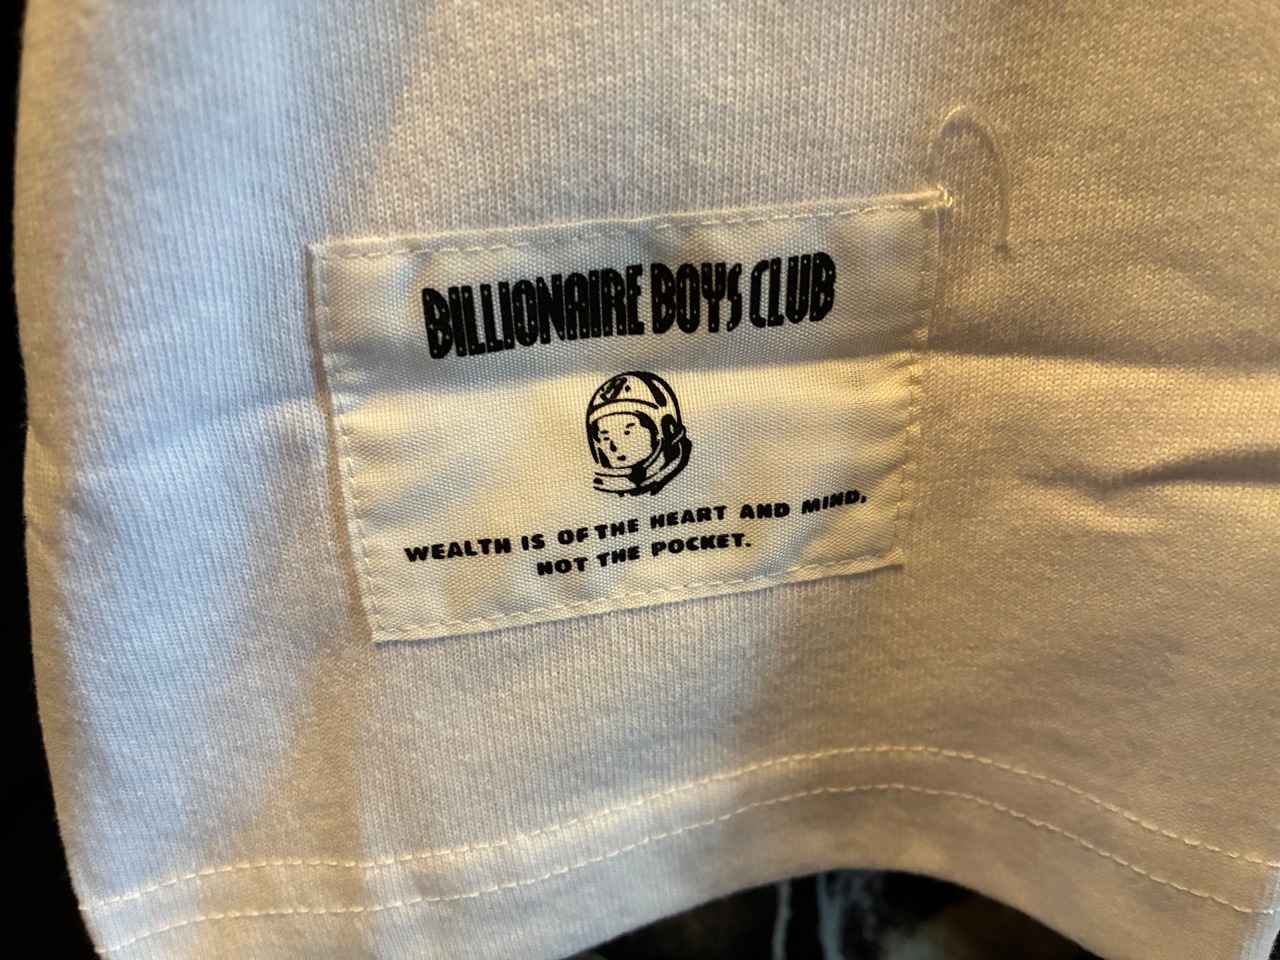 BILLIONAIRE BOYS CLUB
WEALTH IS OF THE HEART AND MIND,
NOT THE POCKET.